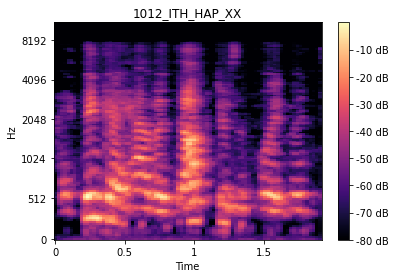 1012_ITH_HAP_XX
8192
4096
2048
1024
512
0
Hz
0
0.5
1
1.5
Time
-10 dB
-20 dB
-30 dB
-40 dB
-50 dB
-60 dB
-70 dB
-80 dB